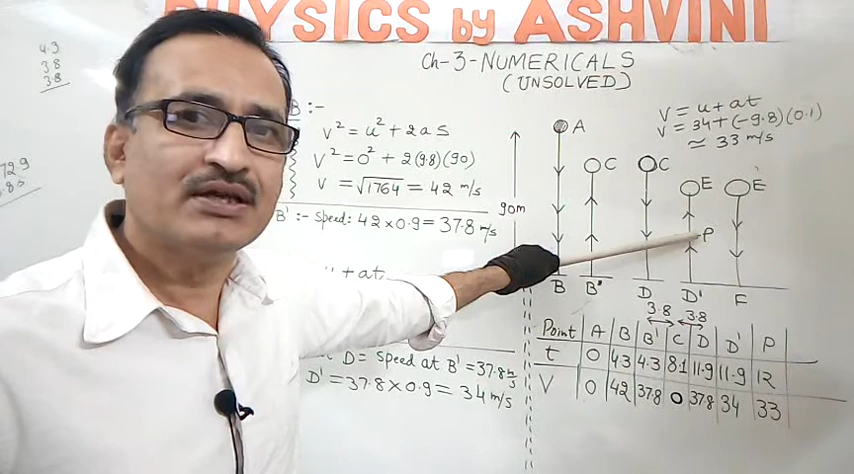 PHYSICS by ASHVINI
Ch-3-NUMERICALS
(UNSOLVED)
4.3
3.8
3.8
B:-
V² = u² + 2as
V² = 0² + 2(9.8)(90)
V = √1764 = 42 m/s
B' :- Speed: 42 x 0.9 = 37.8 m/s
+ at
D = Speed at B' = 37.8 m/s
D' = 37.8 x 0.9 = 34 m/s
V = u + at
V = 34 + (-9.8)(0.1)
≈ 33 m/s
A
C
C
E
E'
90m
P
B
B'
D
D'
F
3.8
3.8
Point A B B' C D D' P
t 0 4.3 4.3 8.1 11.9 11.9 12
V 0 42 37.8 0 37.8 34 33